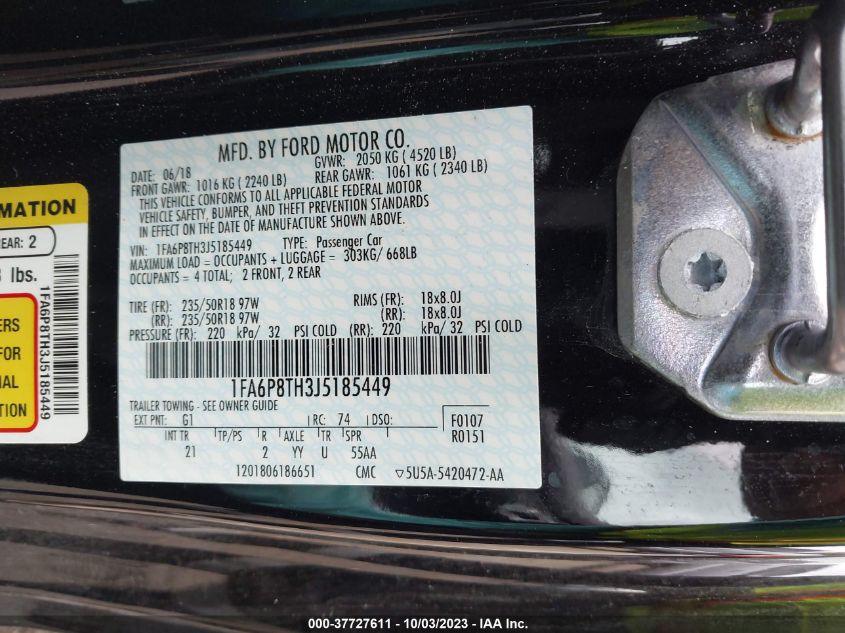 MFD. BY FORD MOTOR CO.
DATE: 06/18 GVWR: 2050 KG ( 4520 LB)
FRONT GAWR: 1016 KG ( 2240 LB) REAR GAWR: 1061 KG ( 2340 LB)
THIS VEHICLE CONFORMS TO ALL APPLICABLE FEDERAL MOTOR
VEHICLE SAFETY, BUMPER, AND THEFT PREVENTION STANDARDS
IN EFFECT ON THE DATE OF MANUFACTURE SHOWN ABOVE.
VIN: 1FA6P8TH3J5185449 TYPE: Passenger Car
MAXIMUM LOAD = OCCUPANTS + LUGGAGE = 303KG/ 668LB
OCCUPANTS = 4 TOTAL; 2 FRONT, 2 REAR
TIRE (FR): 235/50R18 97W RIMS (FR): 18x8.0J
(RR): 235/50R18 97W (RR): 18x8.0J
PRESSURE (FR): 220 kPa/ 32 PSI COLD (RR): 220 kPa/ 32 PSI COLD
1FA6P8TH3J5185449
TRAILER TOWING - SEE OWNER GUIDE
EXT PNT: G1 RC: 74 DSO: F0107
R0151
INT TR TP/PS R AXLE TR SPR
21 2 YY U 55AA
1201806186651 CMC ▽5U5A-5420472-AA
RMATION
REAR: 2
lbs.
ERS
FOR
NAL
TION
1FA6P8TH3J5185449
000-37727611 - 10/03/2023 - IAA Inc.